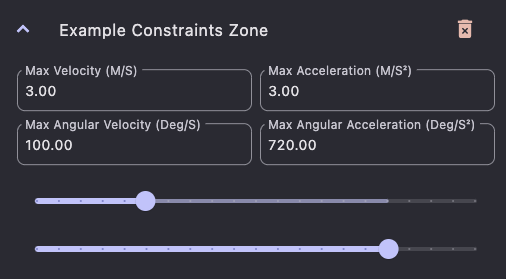 Example Constraints Zone
Max Velocity (M/S)
3.00
Max Acceleration (M/S²)
3.00
Max Angular Velocity (Deg/S)
100.00
Max Angular Acceleration (Deg/S²)
720.00